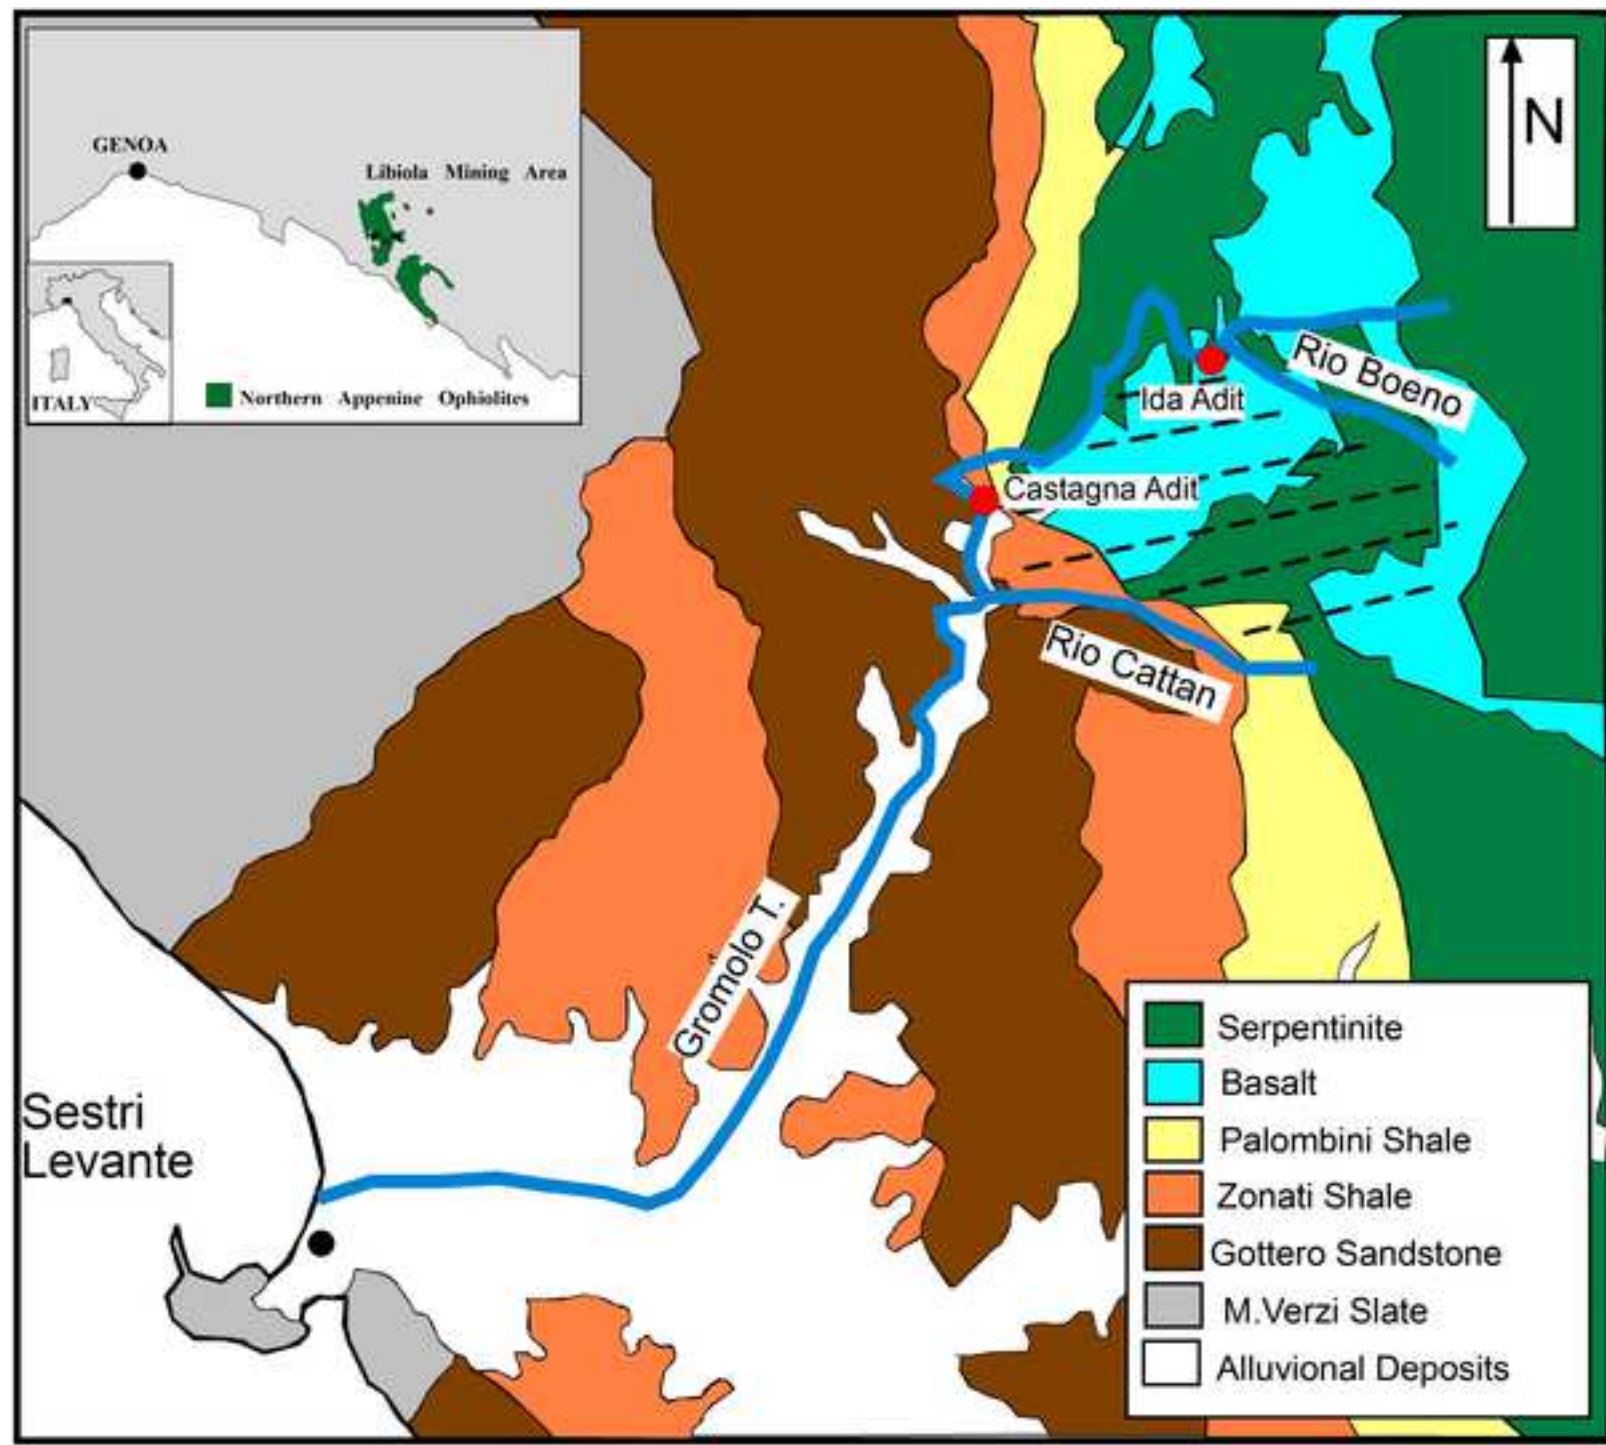 GENOA
Libiola Mining Area
ITALY
Northern Appenine Ophiolites
N
Rio Boeno
Ida Adit
Castagna Adit
Rio Cattan
Gromolo T.
Sestri
Levante
Serpentinite
Basalt
Palombini Shale
Zonati Shale
Gottero Sandstone
M.Verzi Slate
Alluvional Deposits